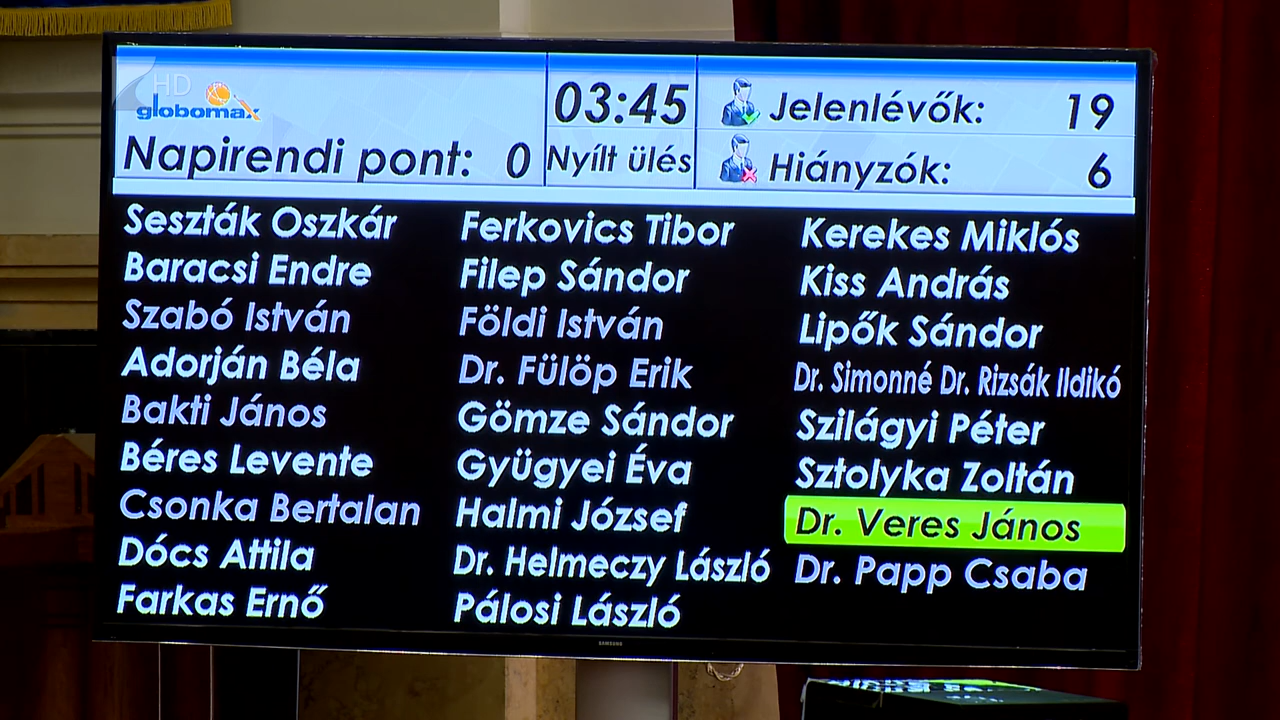 HD
globomax
Napirendi pont: 0
03:45
Nyílt ülés
Jelenlévők: 19
Hiányzók: 6
Seszták Oszkár
Baracsi Endre
Szabó István
Adorján Béla
Bakti János
Béres Levente
Csonka Bertalan
Dócs Attila
Farkas Ernő
Ferkovics Tibor
Filep Sándor
Földi István
Dr. Fülöp Erik
Gömze Sándor
Gyügyei Éva
Halmi József
Dr. Helmeczy László
Pálosi László
Kerekes Miklós
Kiss András
Lipők Sándor
Dr. Simonné Dr. Rizsák Ildikó
Szilágyi Péter
Sztolyka Zoltán
Dr. Veres János
Dr. Papp Csaba
SAMSUNG